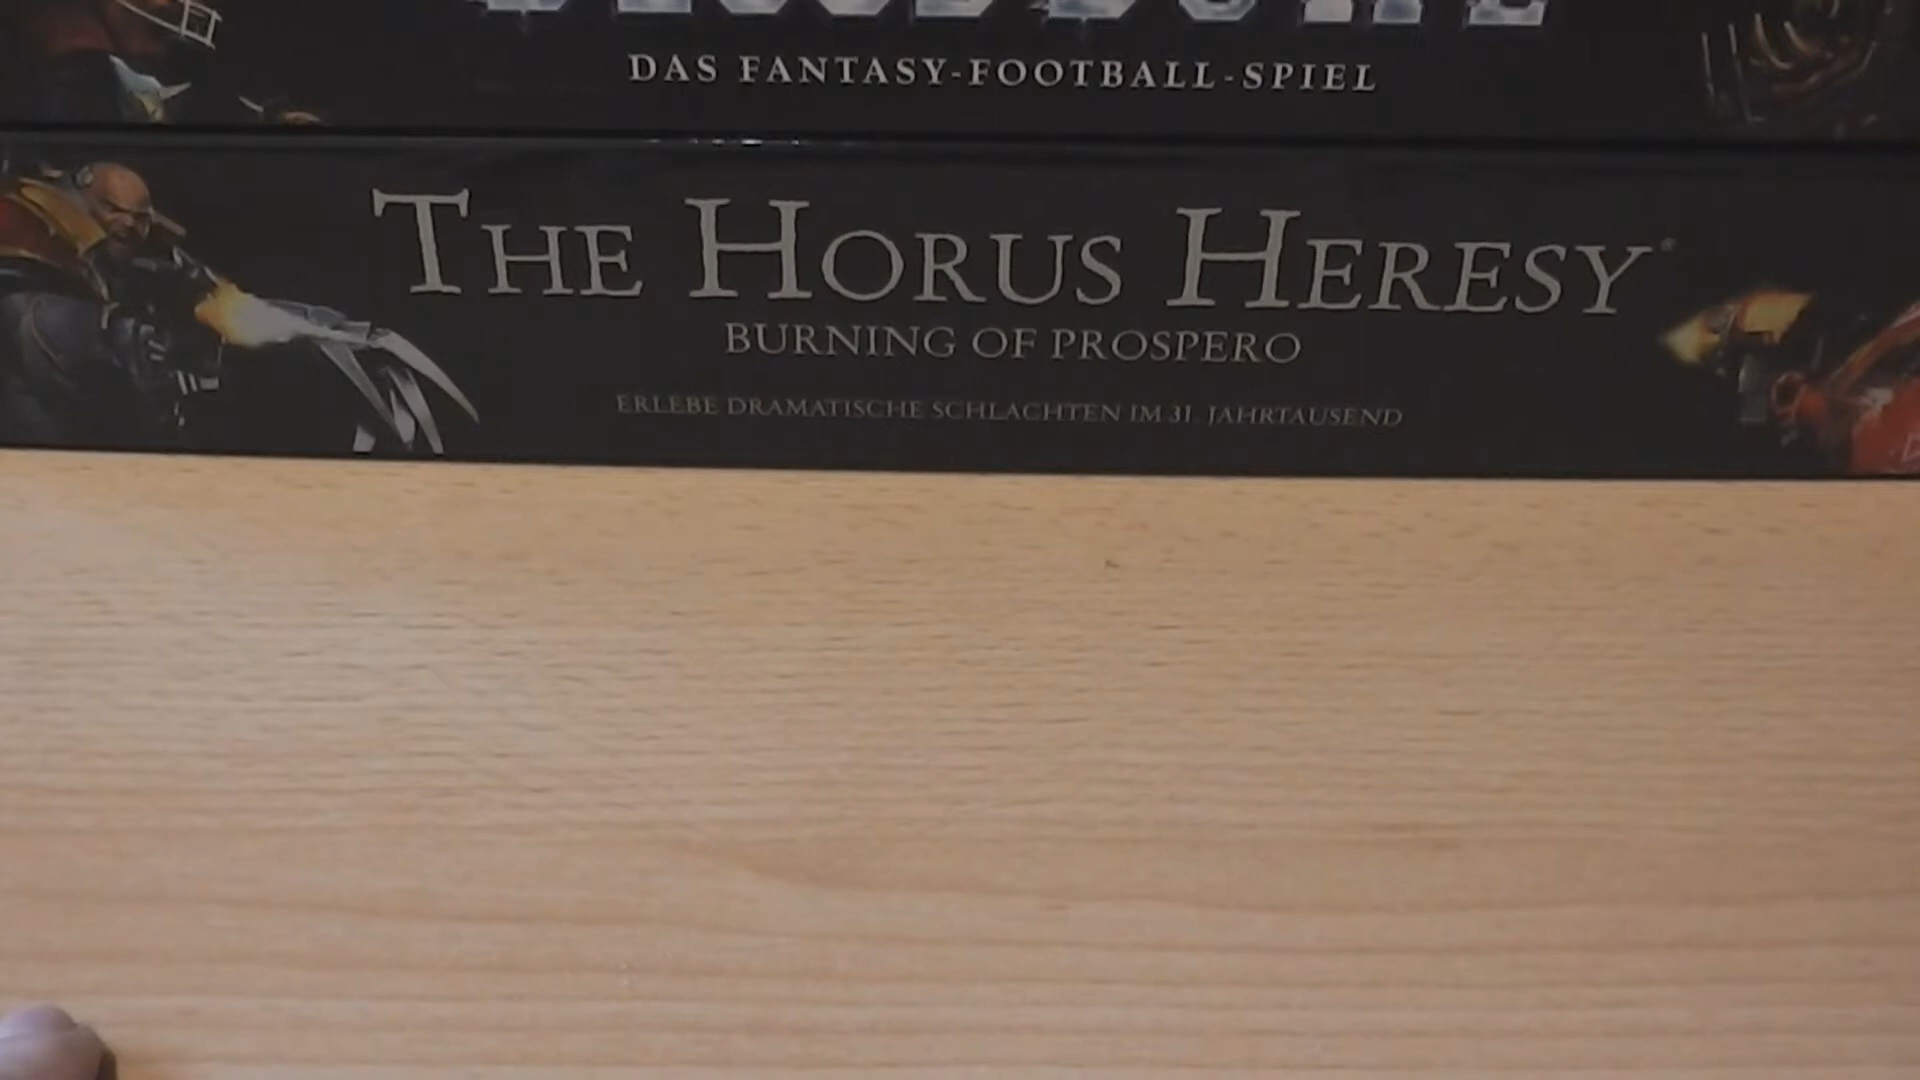 DAS FANTASY-FOOTBALL-SPIEL
THE HORUS HERESY
BURNING OF PROSPERO
ERLEBE DRAMATISCHE SCHLACHTEN IM 31. JAHRTAUSEND